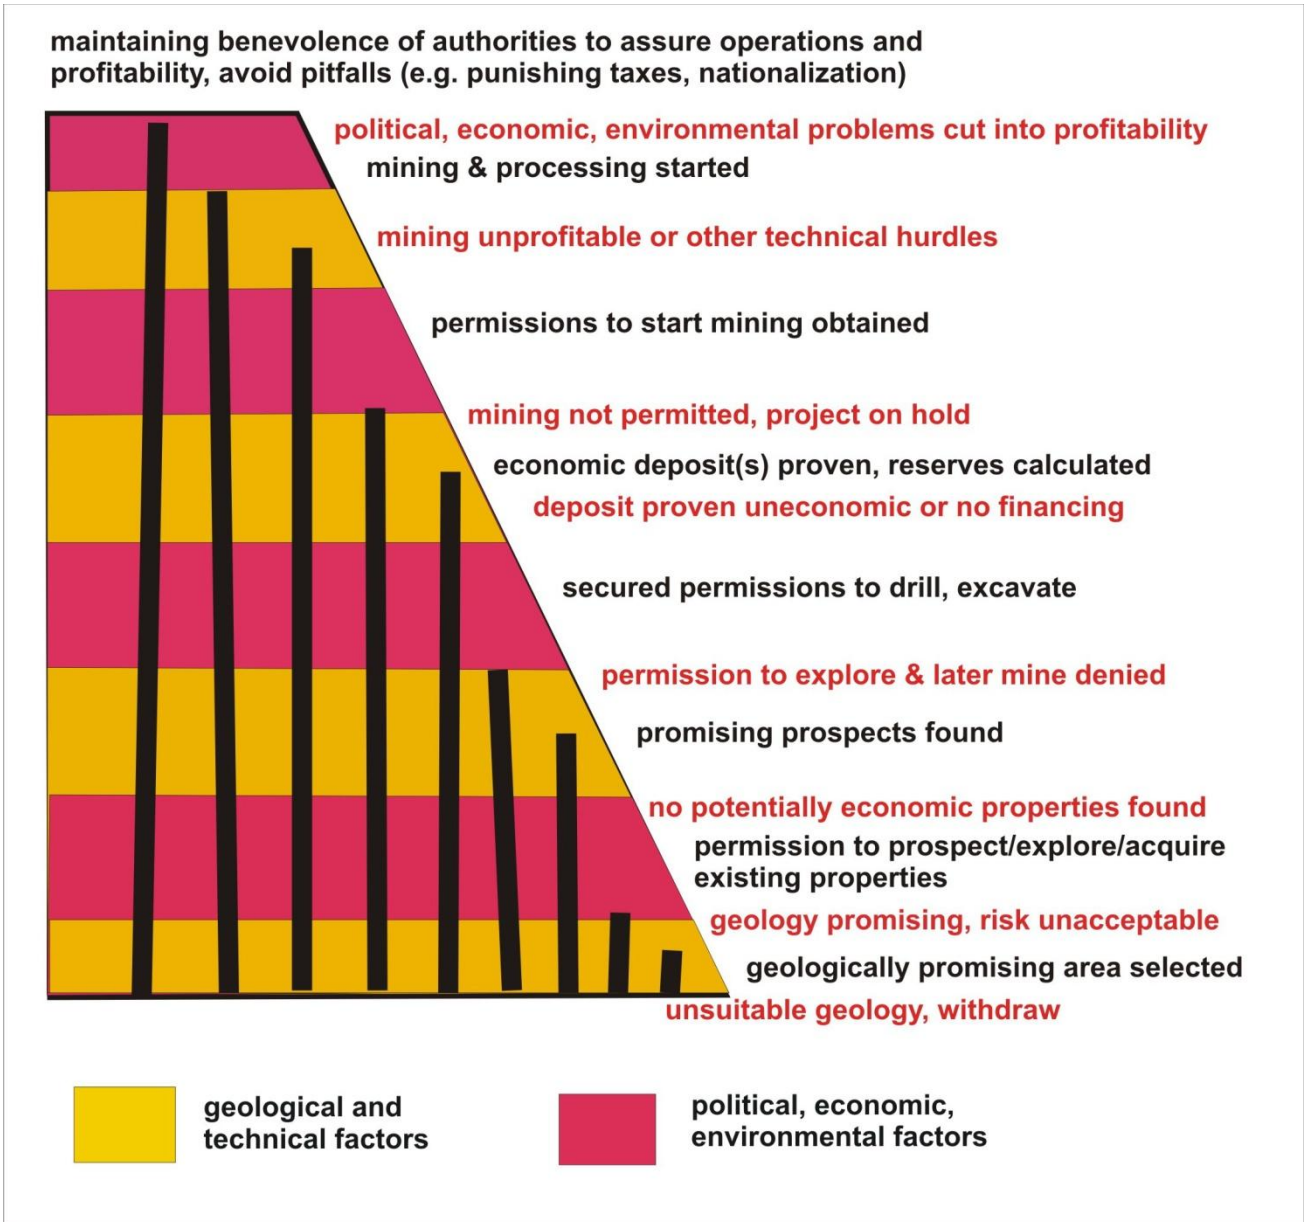 maintaining benevolence of authorities to assure operations and
profitability, avoid pitfalls (e.g. punishing taxes, nationalization)
political, economic, environmental problems cut into profitability
mining & processing started
mining unprofitable or other technical hurdles
permissions to start mining obtained
mining not permitted, project on hold
economic deposit(s) proven, reserves calculated
deposit proven uneconomic or no financing
secured permissions to drill, excavate
permission to explore & later mine denied
promising prospects found
no potentially economic properties found
permission to prospect/explore/acquire
existing properties
geology promising, risk unacceptable
geologically promising area selected
unsuitable geology, withdraw
geological and
technical factors
political, economic,
environmental factors